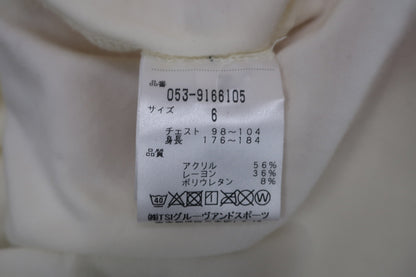 品番
053-9166105
サイズ
6
チェスト 98～104
身長 176～184
品質
アクリル 56%
レーヨン 36%
ポリウレタン 8%
40
㈱TSIグルーヴアンドスポーツ